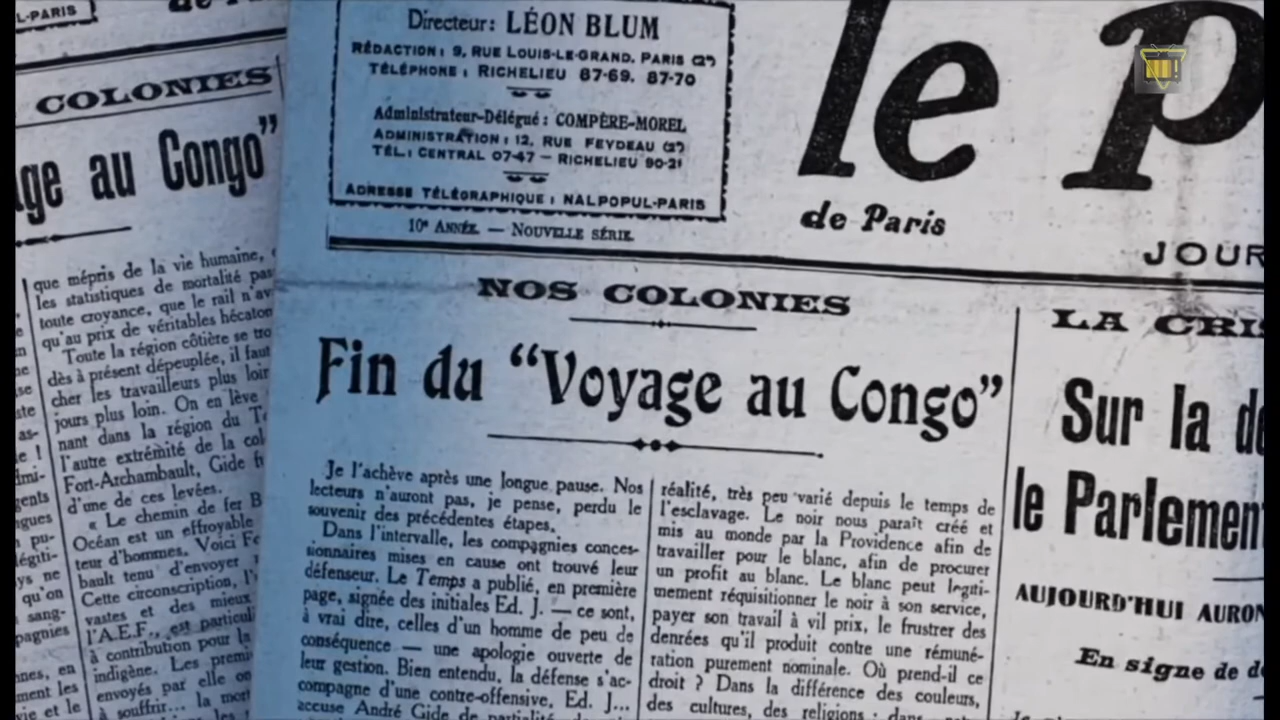 L-PARIS
COLONIES
age au Congo”
que mépris de la vie humaine,
les statistiques de mortalité pas-
toute croyance, que le rail n'av
qu'au prix de véritables hécatom
Toute la région côtière se tro
dès à présent dépeuplée, il faut
cher les travailleurs plus loin
jours plus loin. On en lève
nant dans la région du
l'autre extrémité de la col
Fort-Archambault, Gide
d'une de ces levées.
« Le chemin de fer B
Océan est un effroyable
teur d'hommes. Voici Fo
bault tenu d'envoyer
Cette circonscription,
vastes et des mieux
l'A.E.F., est particul
à contribution pour la
indigène. Les premi
envoyés par elle
à souffrir... la mort
Directeur : LÉON BLUM
RÉDACTION : 9, RUE LOUIS-LE-GRAND, PARIS (2e)
TÉLÉPHONE : RICHELIEU 87-69, 87-70
Administrateur-Délégué : COMPÈRE-MOREL
ADMINISTRATION : 12, RUE FEYDEAU (2e)
TÉL. : CENTRAL 07-47 — RICHELIEU 90-21
ADRESSE TÉLÉGRAPHIQUE : NALPOPUL-PARIS
10e ANNÉE. — NOUVELLE SÉRIE.
le P
de Paris
JOUR
NOS COLONIES
Fin du “Voyage au Congo”
Je l'achève après une longue pause. Nos
lecteurs n'auront pas, je pense, perdu le
souvenir des précédentes étapes.
Dans l'intervalle, les compagnies conces-
sionnaires mises en cause ont trouvé leur
défenseur. Le Temps a publié, en première
page, signée des initiales Ed. J. — ce sont,
à vrai dire, celles d'un homme de peu de
conséquence — une apologie ouverte de
leur gestion. Bien entendu, la défense s'ac-
compagne d'une contre-offensive. Ed. J...
accuse André Gide de partialité,
réalité, très peu varié depuis le temps de
l'esclavage. Le noir nous paraît créé et
mis au monde par la Providence afin de
travailler pour le blanc, afin de procurer
un profit au blanc. Le blanc peut légiti-
mement réquisitionner le noir à son service,
payer son travail à vil prix, le frustrer des
denrées qu'il produit contre une rémuné-
ration purement nominale. Où prend-il ce
droit ? Dans la différence des couleurs,
des cultures, des religions ; dans
LA CRIS
Sur la d
le Parlement
AUJOURD'HUI AURON
En signe de d